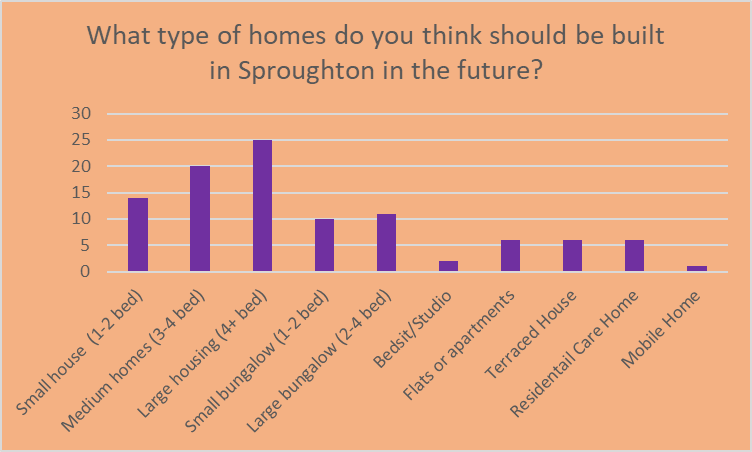 What type of homes do you think should be built
in Sproughton in the future?
30
25
20
15
10
5
0
Small house (1-2 bed)
Medium homes (3-4 bed)
Large housing (4+ bed)
Small bungalow (1-2 bed)
Large bungalow (2-4 bed)
Bedsit/Studio
Flats or apartments
Terraced House
Residentail Care Home
Mobile Home